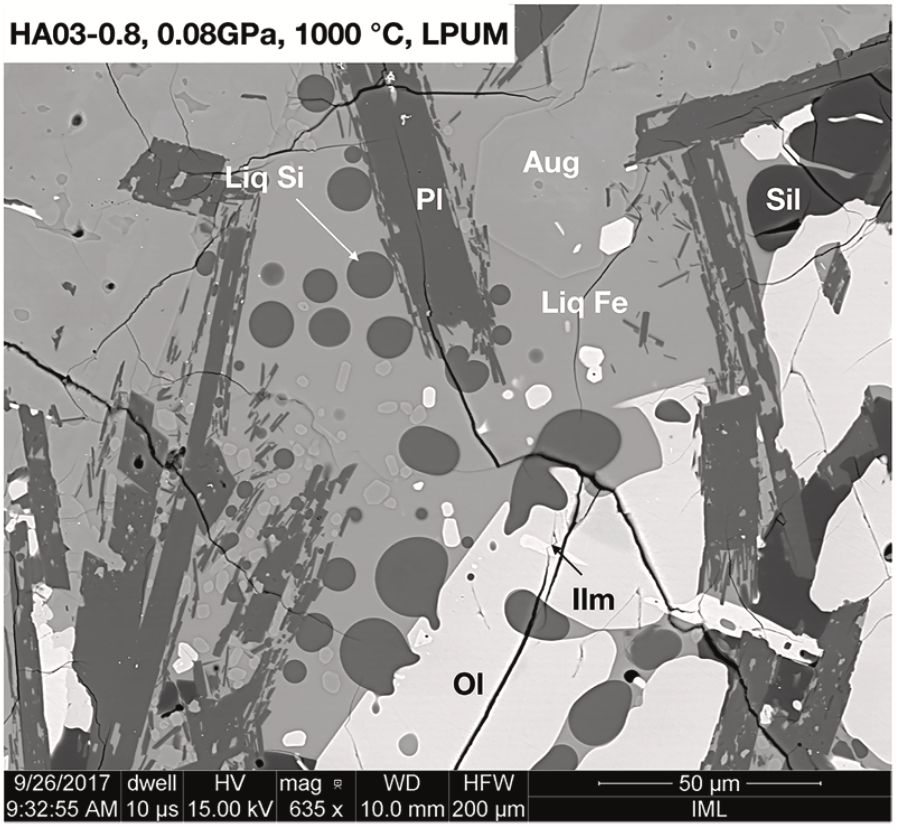 HA03-0.8, 0.08GPa, 1000 °C, LPUM
Aug
Liq Si
Pl
Sil
Liq Fe
Ilm
Ol
9/26/2017 dwell HV mag WD HFW 50 µm
9:32:55 AM 10 µs 15.00 kV 635 x 10.0 mm 200 µm IML